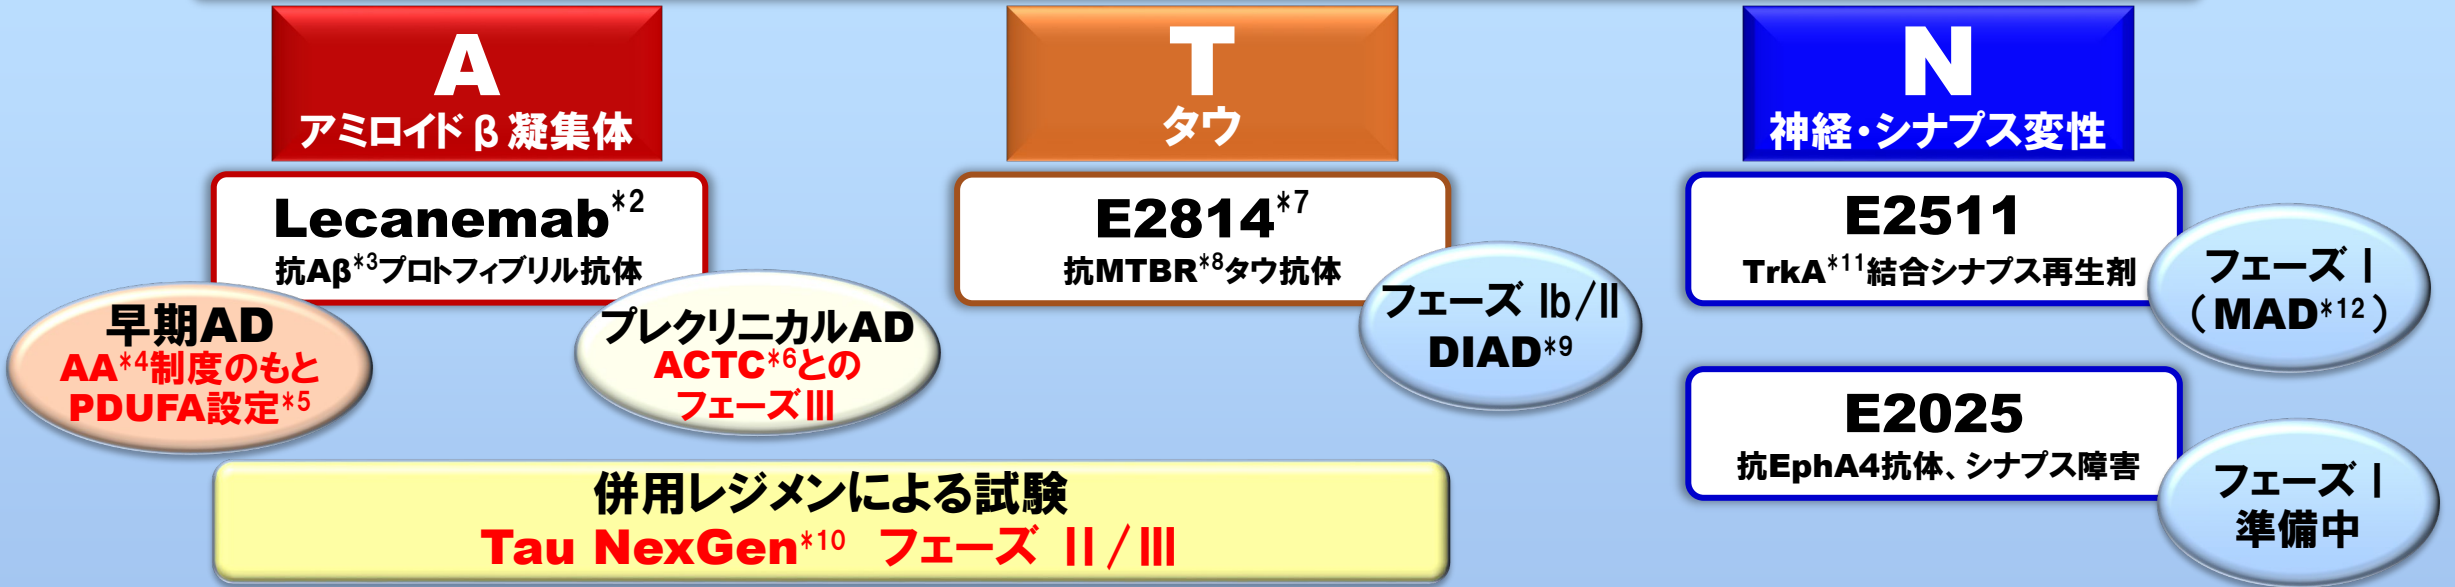 A
アミロイドβ凝集体
Lecanemab*2
抗Aβ*3プロトフィブリル抗体
早期AD
AA*4制度のもと
PDUFA設定*5
プレクリニカルAD
ACTC*6との
フェーズⅢ
T
タウ
E2814*7
抗MTBR*8タウ抗体
フェーズ Ⅰb/Ⅱ
DIAD*9
併用レジメンによる試験
Tau NexGen*10 フェーズ Ⅱ/Ⅲ
N
神経・シナプス変性
E2511
TrkA*11結合シナプス再生剤
フェーズⅠ
(MAD*12)
E2025
抗EphA4抗体、シナプス障害
フェーズⅠ
準備中